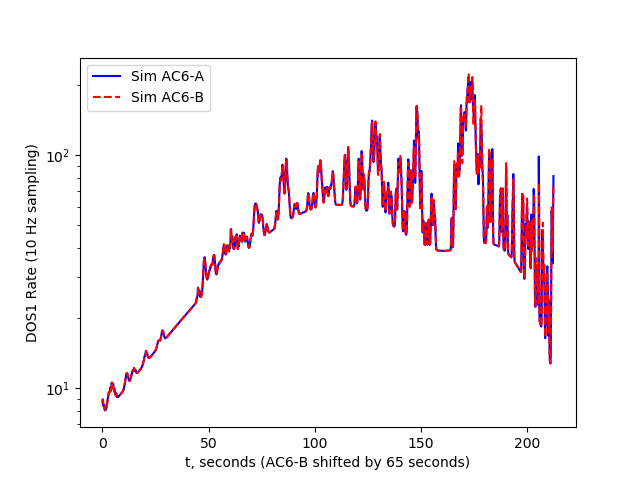 Sim AC6-A
Sim AC6-B
DOS1 Rate (10 Hz sampling)
10²
10¹
0 50 100 150 200
t, seconds (AC6-B shifted by 65 seconds)